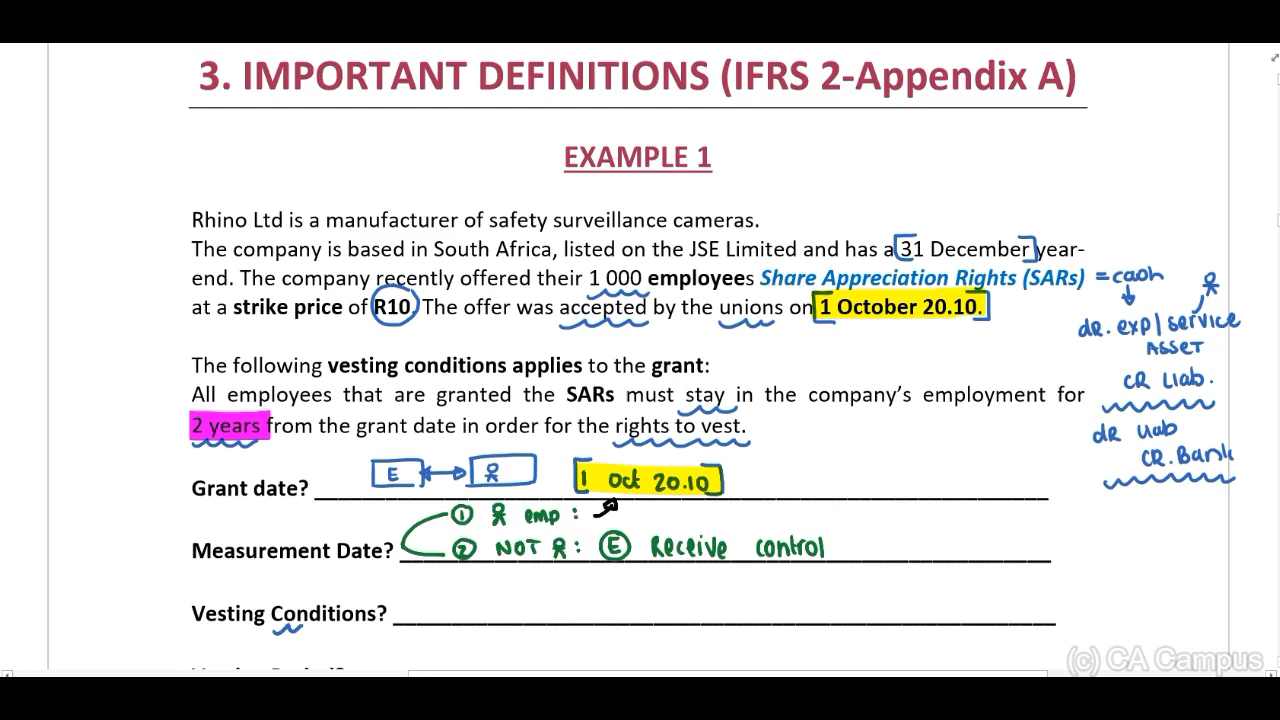 3. IMPORTANT DEFINITIONS (IFRS 2-Appendix A)
EXAMPLE 1
Rhino Ltd is a manufacturer of safety surveillance cameras.
The company is based in South Africa, listed on the JSE Limited and has a 31 December year-
end. The company recently offered their 1 000 employees Share Appreciation Rights (SARs)
at a strike price of R10. The offer was accepted by the unions on 1 October 20.10.
= cash
dR. exp/service
ASSET
CR Liab.
dR Liab
CR. Bank
The following vesting conditions applies to the grant:
All employees that are granted the SARs must stay in the company's employment for
2 years from the grant date in order for the rights to vest.
E
Grant date?
1 Oct 20.10
① emp:
Measurement Date?
② NOT : E Receive control
Vesting Conditions?
(c) CA Campus